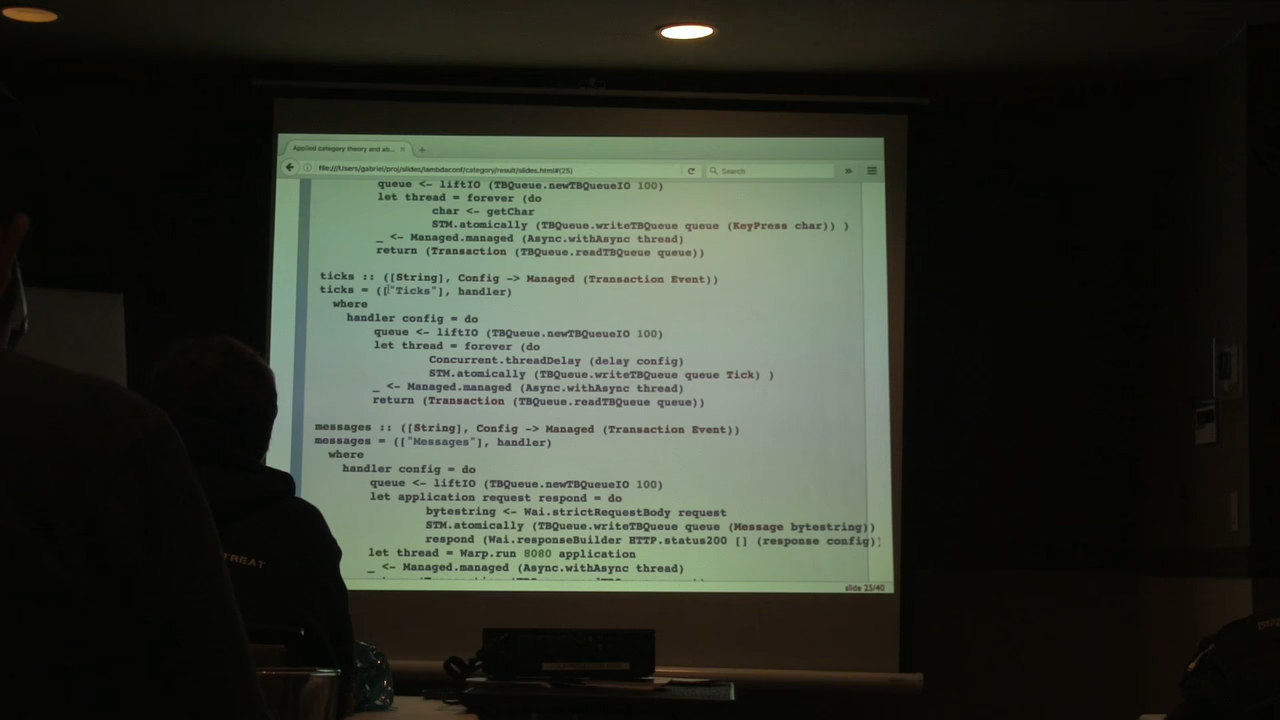 Applied category theory and ab...
file:///Users/gabriel/proj/slides/lambdaconf/category/result/slides.html#(25)
Search
queue <- liftIO (TBQueue.newTBQueueIO 100)
let thread = forever (do
char <- getChar
STM.atomically (TBQueue.writeTBQueue queue (KeyPress char)) )
_ <- Managed.managed (Async.withAsync thread)
return (Transaction (TBQueue.readTBQueue queue))
ticks :: ([String], Config -> Managed (Transaction Event))
ticks = (["Ticks"], handler)
where
handler config = do
queue <- liftIO (TBQueue.newTBQueueIO 100)
let thread = forever (do
Concurrent.threadDelay (delay config)
STM.atomically (TBQueue.writeTBQueue queue Tick) )
_ <- Managed.managed (Async.withAsync thread)
return (Transaction (TBQueue.readTBQueue queue))
messages :: ([String], Config -> Managed (Transaction Event))
messages = (["Messages"], handler)
where
handler config = do
queue <- liftIO (TBQueue.newTBQueueIO 100)
let application request respond = do
bytestring <- Wai.strictRequestBody request
STM.atomically (TBQueue.writeTBQueue queue (Message bytestring))
respond (Wai.responseBuilder HTTP.status200 [] (response config))
let thread = Warp.run 8080 application
_ <- Managed.managed (Async.withAsync thread)
slide 25/40
TREAT